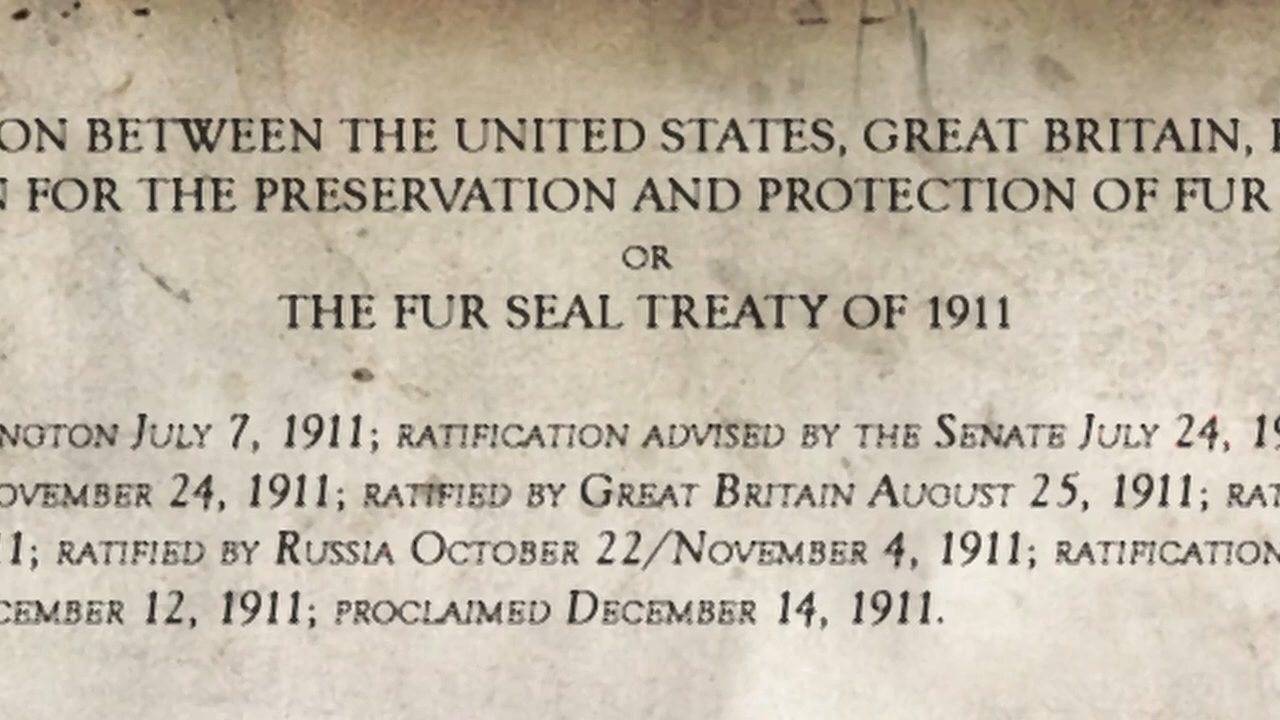 ON BETWEEN THE UNITED STATES, GREAT BRITAIN,
N FOR THE PRESERVATION AND PROTECTION OF FUR
OR
THE FUR SEAL TREATY OF 1911
NGTON JULY 7, 1911; RATIFICATION ADVISED BY THE SENATE JULY 24, 19
OVEMBER 24, 1911; RATIFIED BY GREAT BRITAIN AUGUST 25, 1911; RAT
11; RATIFIED BY RUSSIA OCTOBER 22/NOVEMBER 4, 1911; RATIFICATION
CEMBER 12, 1911; PROCLAIMED DECEMBER 14, 1911.